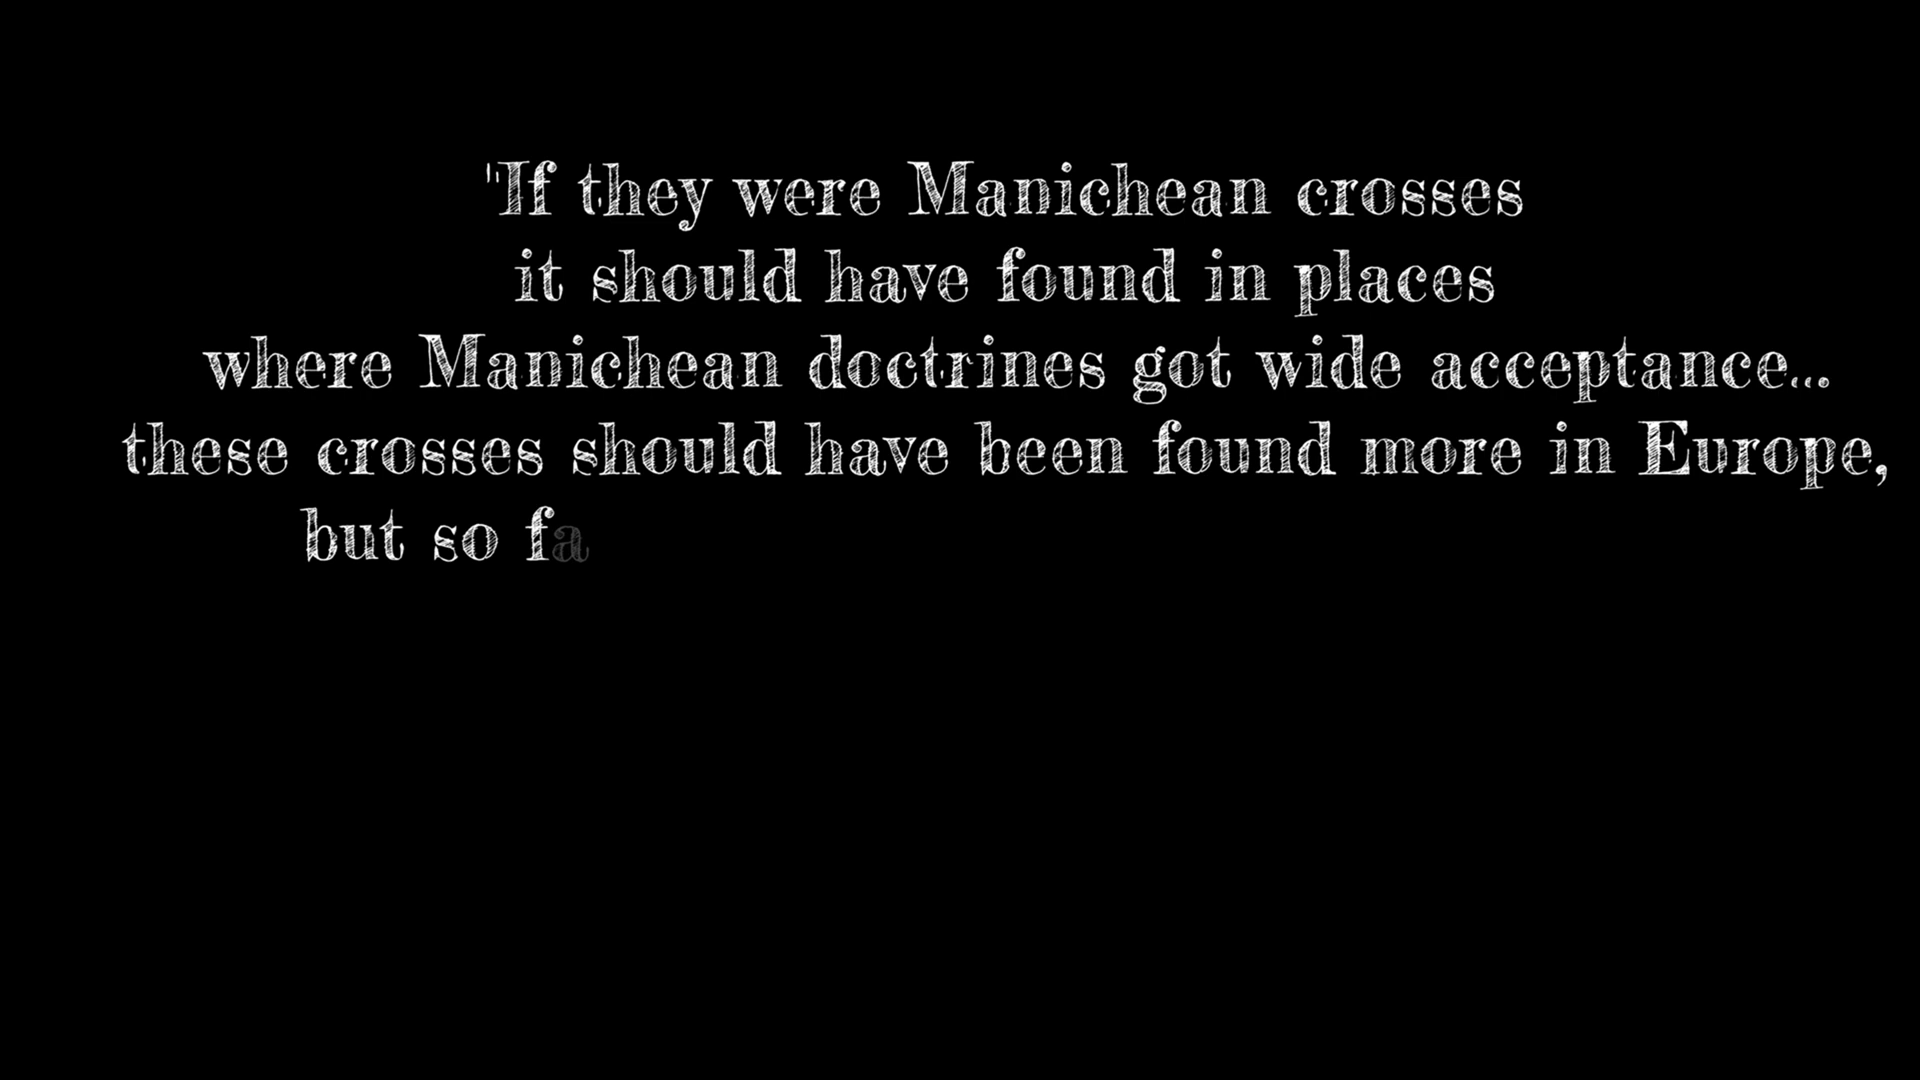 "If they were Manichean crosses
it should have found in places
where Manichean doctrines got wide acceptance...
these crosses should have been found more in Europe,
but so fa